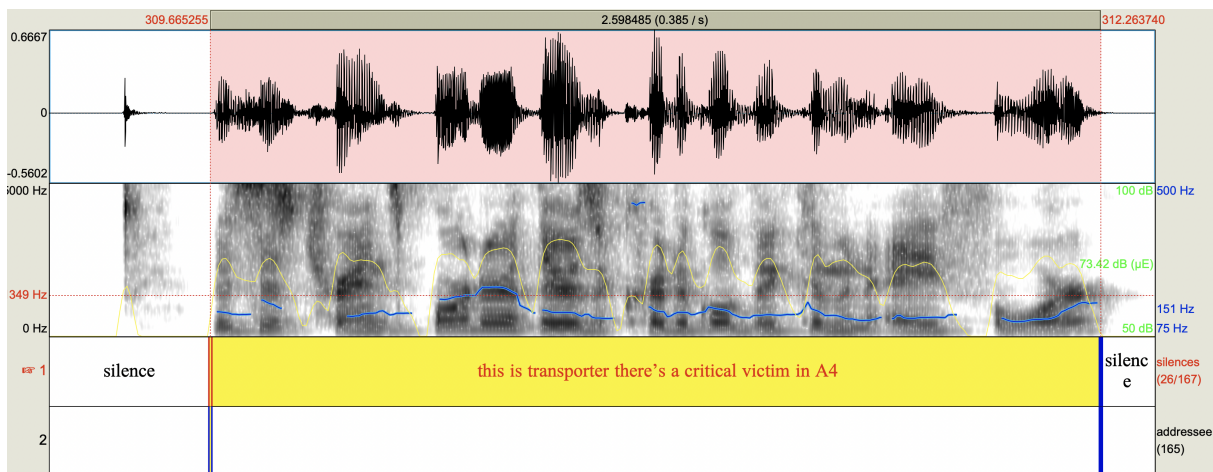 309.665255 2.598485 (0.385 / s) 312.263740
0.6667
0
-0.5602
5000 Hz 100 dB 500 Hz
73.42 dB (µE)
349 Hz
151 Hz
0 Hz 50 dB 75 Hz
☞ 1 silence this is transporter there's a critical victim in A4 silenc
e
silences
(26/167)
2
addressee
(165)